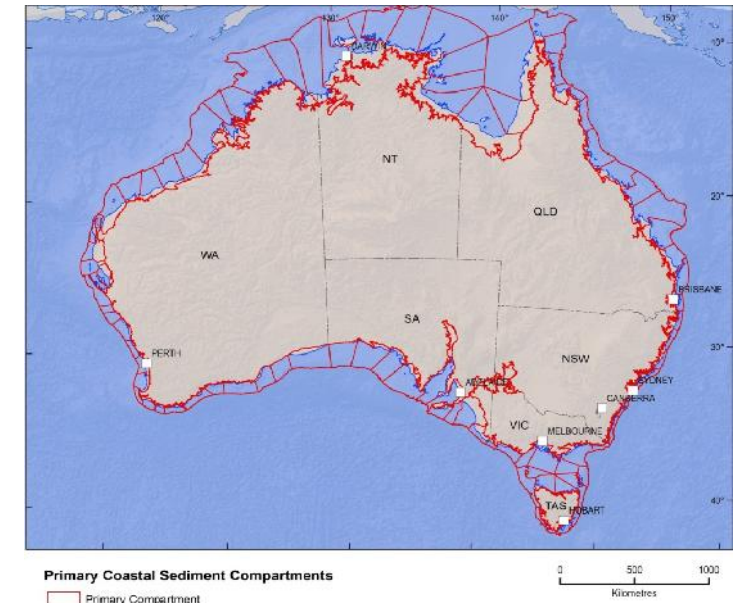 120°
130°
140°
150°
10°
DARWIN
NT
20°
QLD
WA
BRISBANE
SA
30°
PERTH
NSW
ADELAIDE
SYDNEY
CANBERRA
VIC
MELBOURNE
40°
TAS
HOBART
Primary Coastal Sediment Compartments
Primary Compartment
0 500 1000
Kilometres